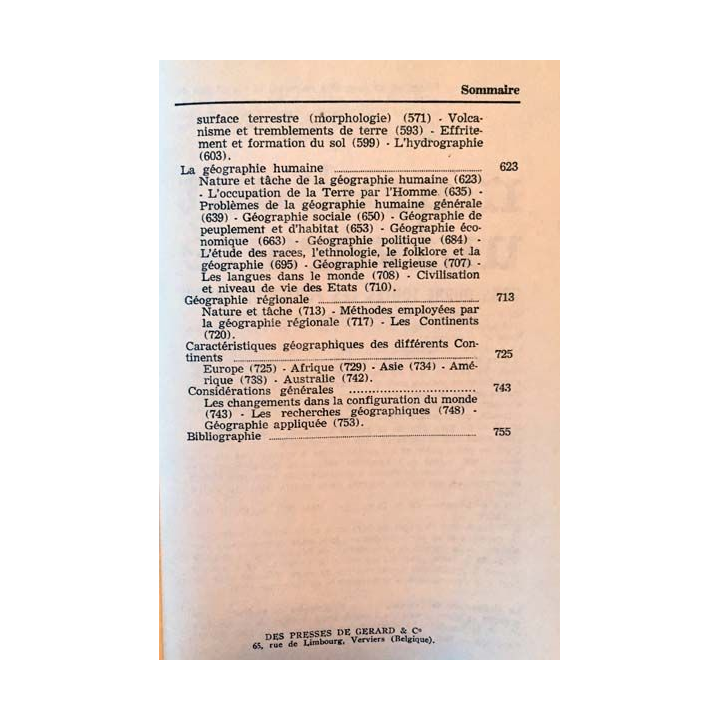 Sommaire
surface terrestre (morphologie) (571) - Volca-
nisme et tremblements de terre (593) - Effrite-
ment et formation du sol (599) - L'hydrographie
(603).
La géographie humaine ........ 623
Nature et tâche de la géographie humaine (623)
- L'occupation de la Terre par l'Homme (635) -
Problèmes de la géographie humaine générale
(639) - Géographie sociale (650) - Géographie de
peuplement et d'habitat (653) - Géographie éco-
nomique (663) - Géographie politique (684) -
L'étude des races, l'ethnologie, le folklore et la
géographie (695) - Géographie religieuse (707) -
Les langues dans le monde (708) - Civilisation
et niveau de vie des Etats (710).
Géographie régionale ........ 713
Nature et tâche (713) - Méthodes employées par
la géographie régionale (717) - Les Continents
(720).
Caractéristiques géographiques des différents Con-
tinents ........ 725
Europe (725) - Afrique (729) - Asie (734) - Amé-
rique (738) - Australie (742).
Considérations générales ........ 743
Les changements dans la configuration du monde
(743) - Les recherches géographiques (748) -
Géographie appliquée (753).
Bibliographie ........ 755
DES PRESSES DE GERARD & Cº
65, rue de Limbourg, Verviers (Belgique).